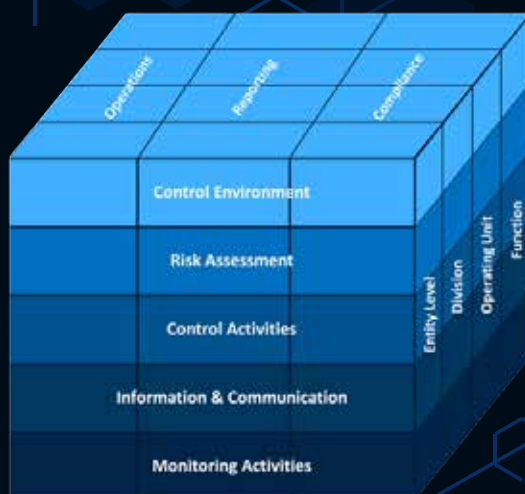 Operations
Reporting
Compliance
Control Environment
Risk Assessment
Control Activities
Information & Communication
Monitoring Activities
Entity Level
Division
Operating Unit
Function